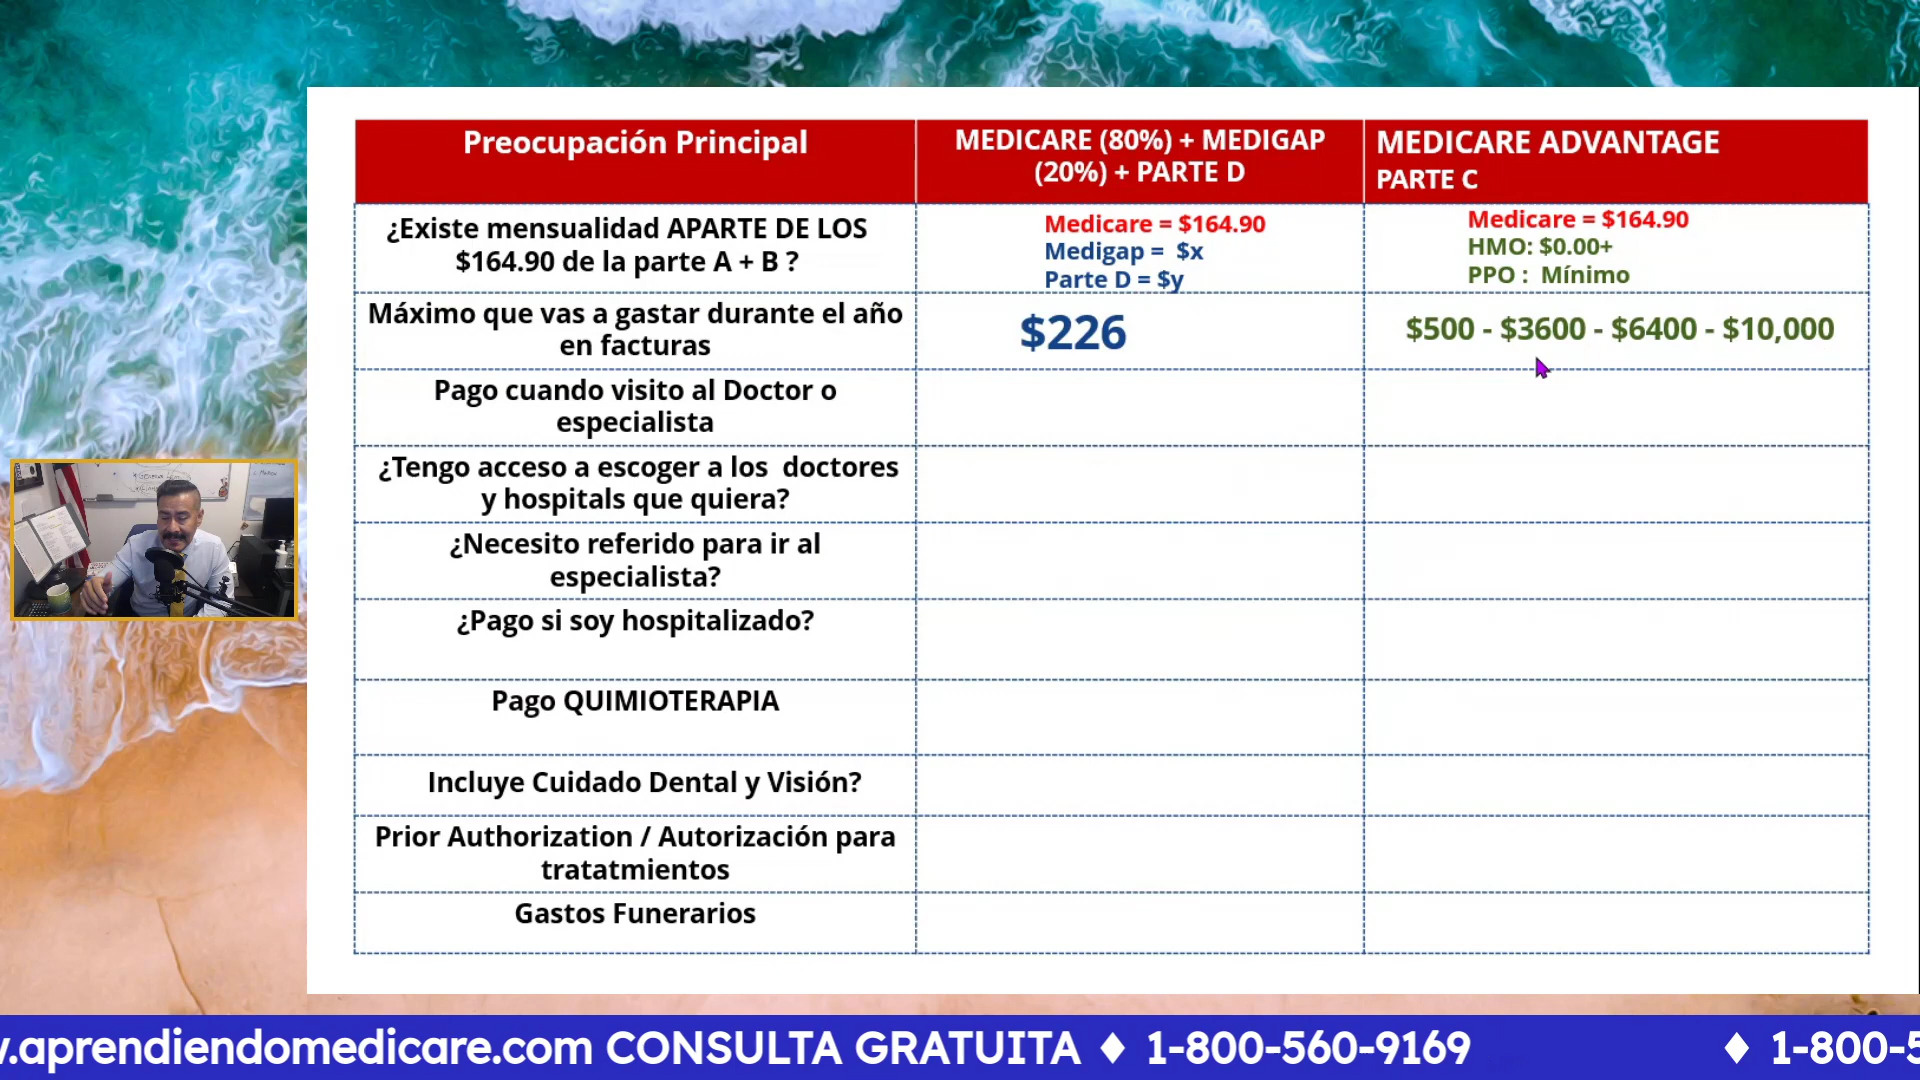 Preocupación Principal
MEDICARE (80%) + MEDIGAP
(20%) + PARTE D
MEDICARE ADVANTAGE
PARTE C
¿Existe mensualidad APARTE DE LOS
$164.90 de la parte A + B ?
Medicare = $164.90
Medigap = $x
Parte D = $y
Medicare = $164.90
HMO: $0.00+
PPO : Mínimo
Máximo que vas a gastar durante el año
en facturas
$226
$500 - $3600 - $6400 - $10,000
Pago cuando visito al Doctor o
especialista
¿Tengo acceso a escoger a los doctores
y hospitals que quiera?
¿Necesito referido para ir al
especialista?
¿Pago si soy hospitalizado?
Pago QUIMIOTERAPIA
Incluye Cuidado Dental y Visión?
Prior Authorization / Autorización para
tratatmientos
Gastos Funerarios
.aprendiendomedicare.com CONSULTA GRATUITA ♦ 1-800-560-9169 ♦ 1-800-5